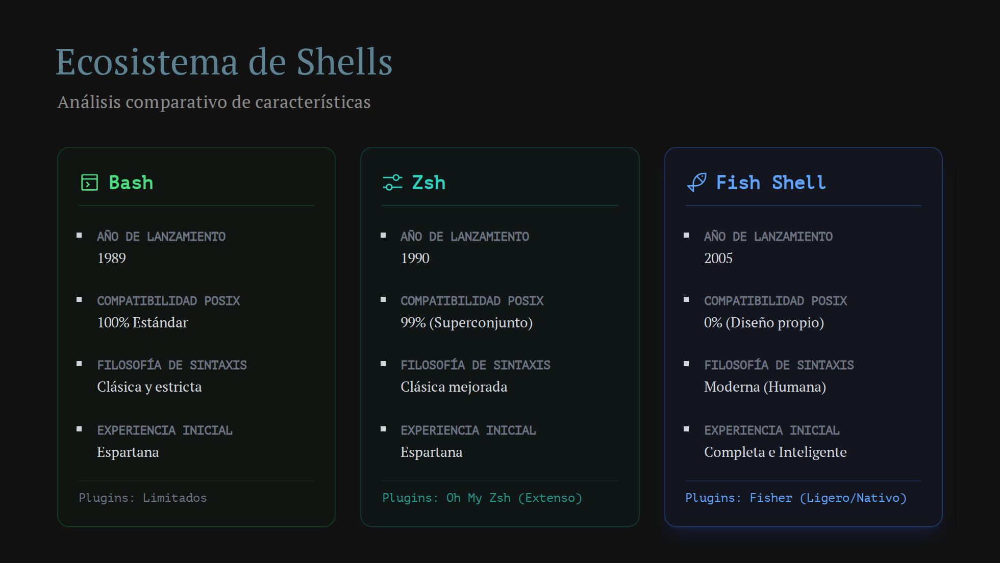 Ecosistema de Shells
Análisis comparativo de características
Bash
AÑO DE LANZAMIENTO
1989
COMPATIBILIDAD POSIX
100% Estándar
FILOSOFÍA DE SINTAXIS
Clásica y estricta
EXPERIENCIA INICIAL
Espartana
Plugins: Limitados
Zsh
AÑO DE LANZAMIENTO
1990
COMPATIBILIDAD POSIX
99% (Superconjunto)
FILOSOFÍA DE SINTAXIS
Clásica mejorada
EXPERIENCIA INICIAL
Espartana
Plugins: Oh My Zsh (Extenso)
Fish Shell
AÑO DE LANZAMIENTO
2005
COMPATIBILIDAD POSIX
0% (Diseño propio)
FILOSOFÍA DE SINTAXIS
Moderna (Humana)
EXPERIENCIA INICIAL
Completa e Inteligente
Plugins: Fisher (Ligero/Nativo)